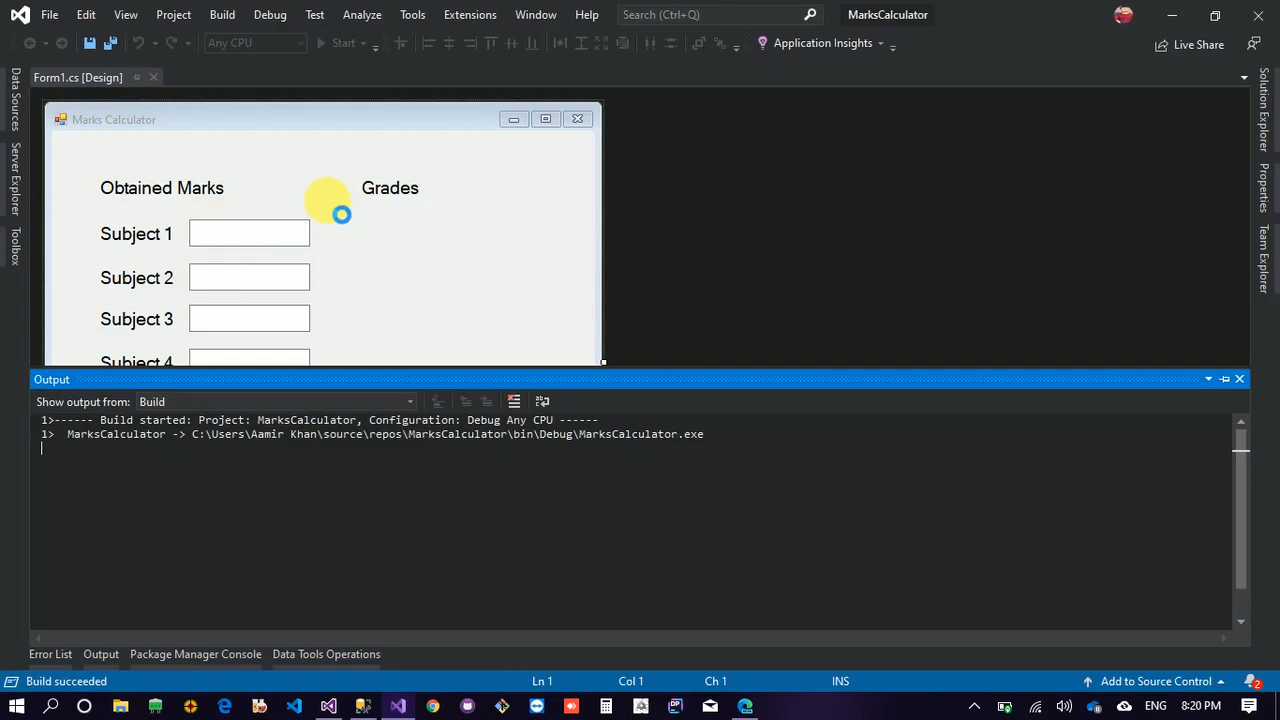 File Edit View Project Build Debug Test Analyze Tools Extensions Window Help Search (Ctrl+Q) MarksCalculator
Any CPU Start Application Insights Live Share
Form1.cs [Design]
Data Sources
Server Explorer
Toolbox
Solution Explorer
Properties
Team Explorer
Marks Calculator
Obtained Marks Grades
Subject 1
Subject 2
Subject 3
Subject 4
Output
Show output from: Build
1>------ Build started: Project: MarksCalculator, Configuration: Debug Any CPU ------
1>  MarksCalculator -> C:\Users\Aamir Khan\source\repos\MarksCalculator\bin\Debug\MarksCalculator.exe
Error List Output Package Manager Console Data Tools Operations
Build succeeded Ln 1 Col 1 Ch 1 INS Add to Source Control 2
DP ENG 8:20 PM